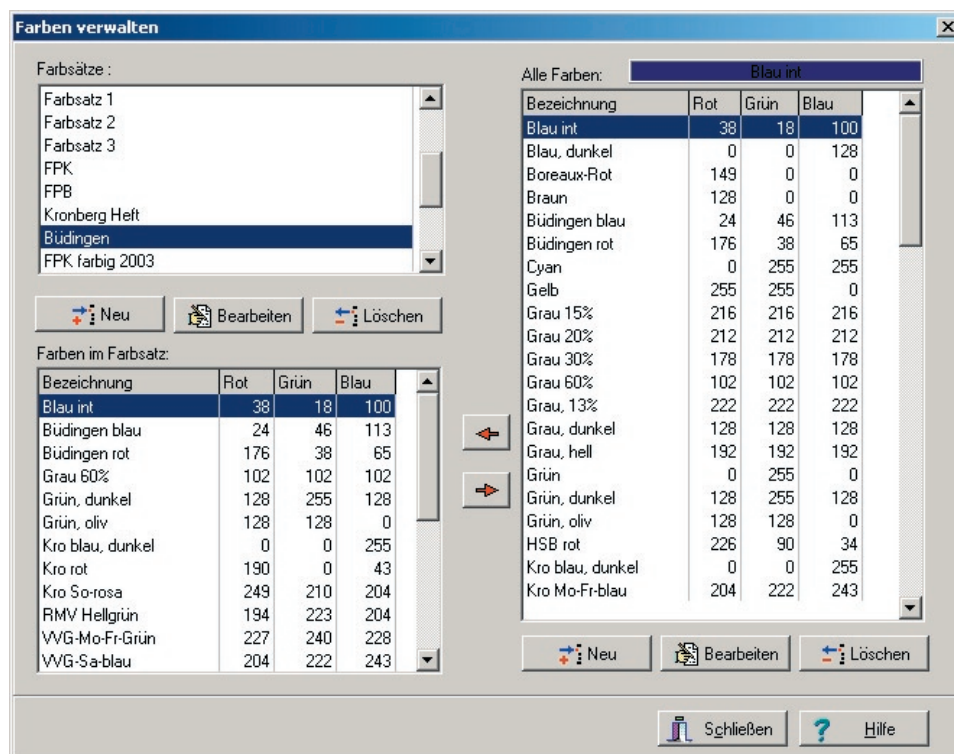 Farben verwalten
Farbsätze :
Farbsatz 1
Farbsatz 2
Farbsatz 3
FPK
FPB
Kronberg Heft
Büdingen
FPK farbig 2003
Neu Bearbeiten Löschen
Farben im Farbsatz:
Bezeichnung Rot Grün Blau
Blau int 38 18 100
Büdingen blau 24 46 113
Büdingen rot 176 38 65
Grau 60% 102 102 102
Grün, dunkel 128 255 128
Grün, oliv 128 128 0
Kro blau, dunkel 0 0 255
Kro rot 190 0 43
Kro So-rosa 249 210 204
RMV Hellgrün 194 223 204
VVG-Mo-Fr-Grün 227 240 228
VVG-Sa-blau 204 222 243
Alle Farben: Blau int
Bezeichnung Rot Grün Blau
Blau int 38 18 100
Blau, dunkel 0 0 128
Boreaux-Rot 149 0 0
Braun 128 0 0
Büdingen blau 24 46 113
Büdingen rot 176 38 65
Cyan 0 255 255
Gelb 255 255 0
Grau 15% 216 216 216
Grau 20% 212 212 212
Grau 30% 178 178 178
Grau 60% 102 102 102
Grau, 13% 222 222 222
Grau, dunkel 128 128 128
Grau, hell 192 192 192
Grün 0 255 0
Grün, dunkel 128 255 128
Grün, oliv 128 128 0
HSB rot 226 90 34
Kro blau, dunkel 0 0 255
Kro Mo-Fr-blau 204 222 243
Neu Bearbeiten Löschen
Schließen Hilfe